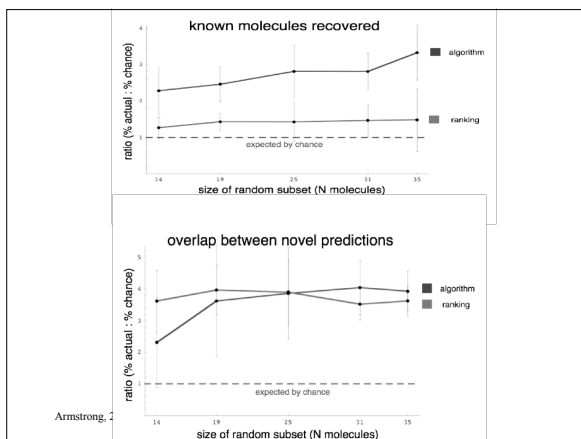 known molecules recovered
ratio (% actual : % chance)
4
3
2
1
algorithm
ranking
expected by chance
14 19 25 31 35
size of random subset (N molecules)
overlap between novel predictions
ratio (% actual : % chance)
5
4
3
2
1
algorithm
ranking
expected by chance
Armstrong, 2
14 19 25 31 35
size of random subset (N molecules)